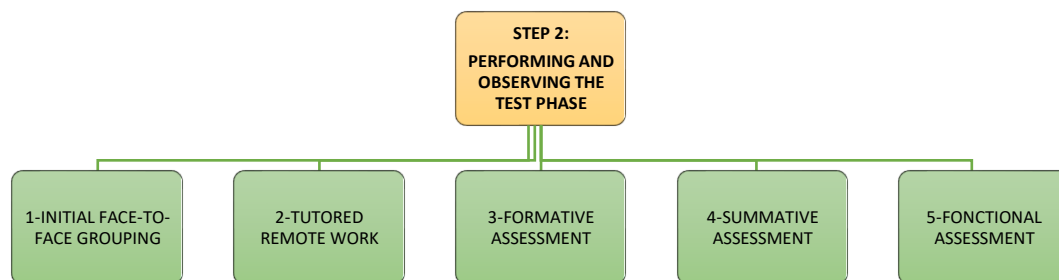 STEP 2:
PERFORMING AND
OBSERVING THE
TEST PHASE
1-INITIAL FACE-TO-
FACE GROUPING
2-TUTORED
REMOTE WORK
3-FORMATIVE
ASSESSMENT
4-SUMMATIVE
ASSESSMENT
5-FONCTIONAL
ASSESSMENT